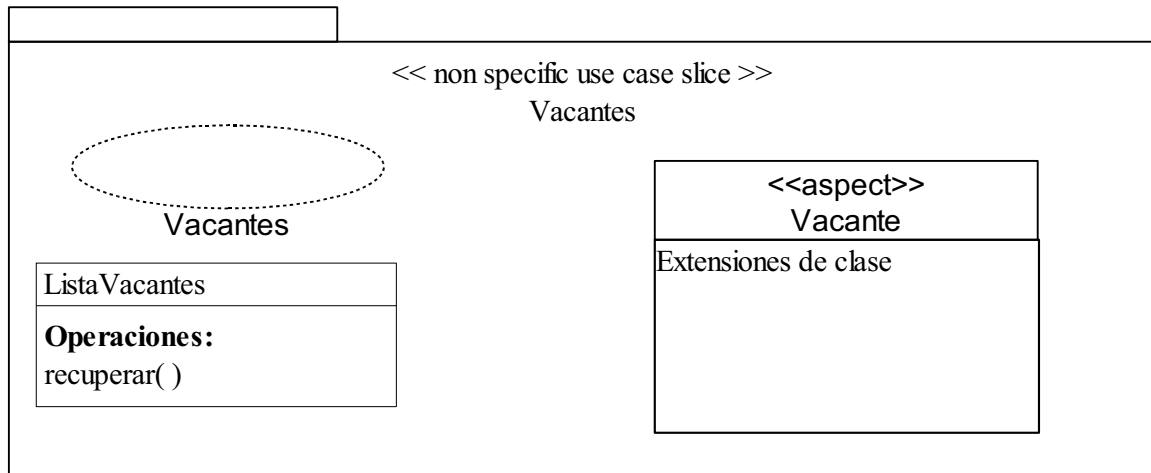 << non specific use case slice >>
Vacantes
Vacantes
ListaVacantes
Operaciones:
recuperar( )
<<aspect>>
Vacante
Extensiones de clase